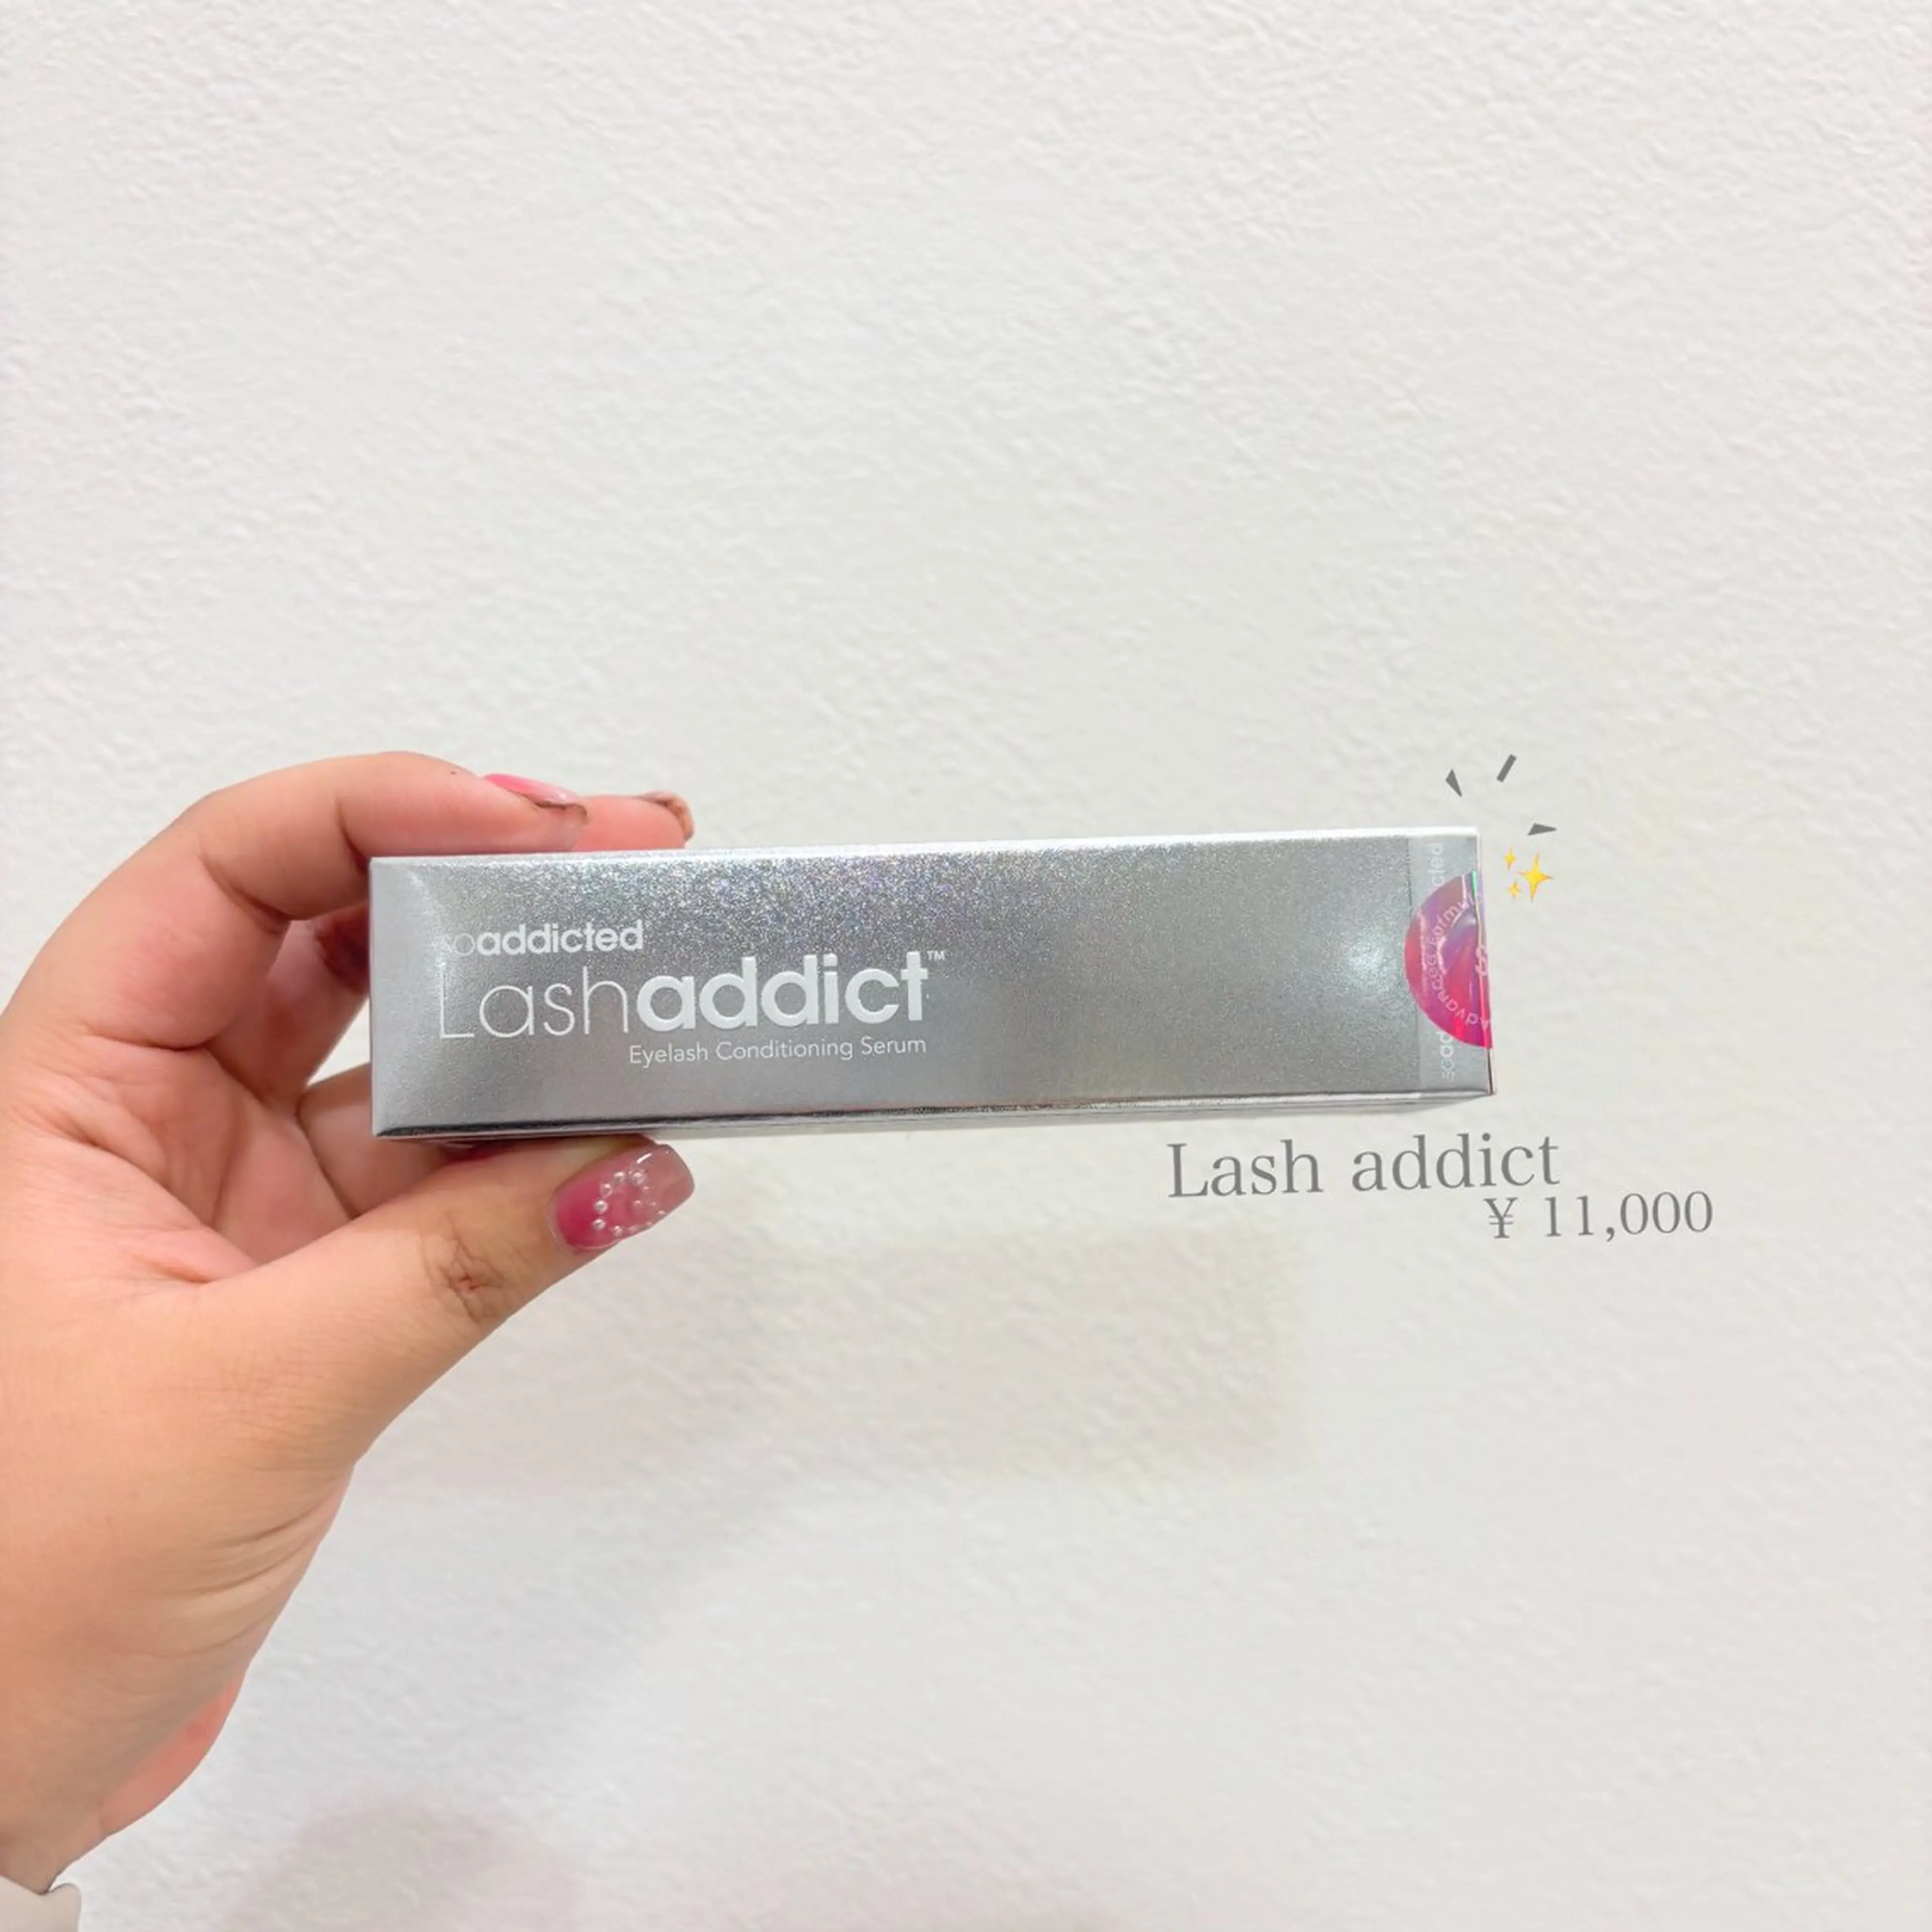 soaddicted
Lashaddict™
Eyelash Conditioning Serum
Lash addict
¥ 11,000